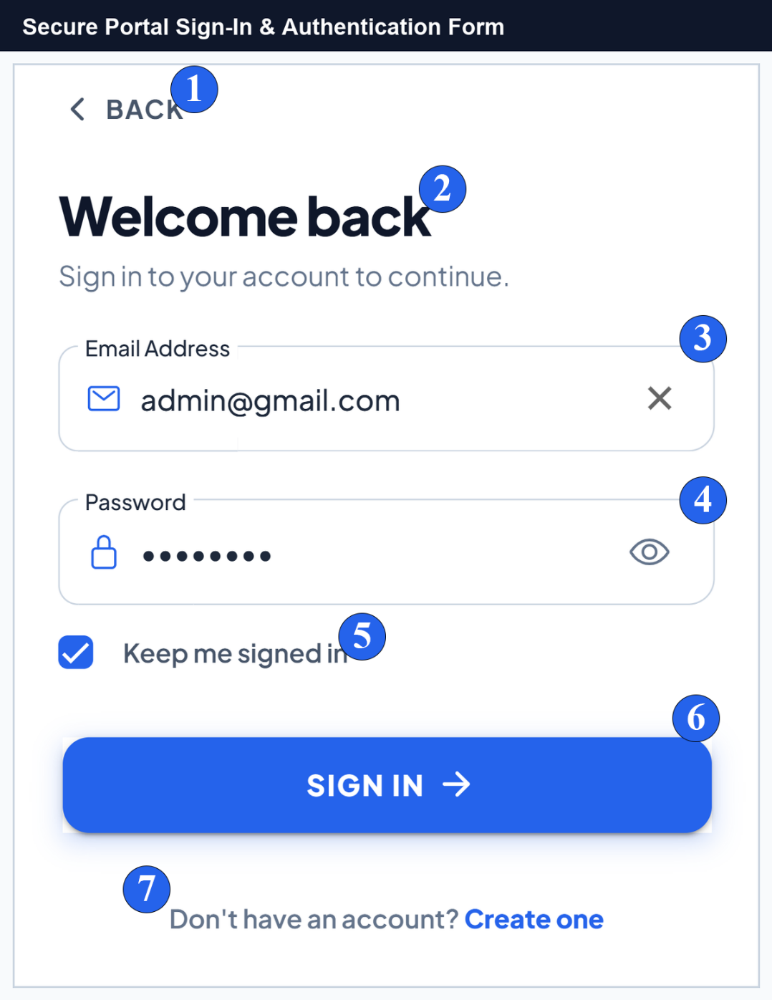 Secure Portal Sign-In & Authentication Form
1
BACK
2
Welcome back
Sign in to your account to continue.
3
Email Address
admin@gmail.com
4
Password
••••••••
5
Keep me signed in
6
SIGN IN →
7
Don't have an account? Create one